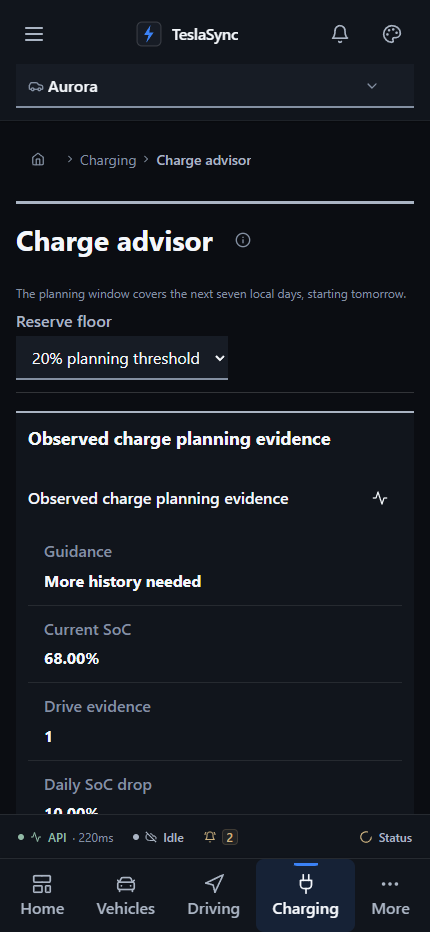 TeslaSync
Aurora
Charging
Charge advisor
Charge advisor
The planning window covers the next seven local days, starting tomorrow.
Reserve floor
20% planning threshold
Observed charge planning evidence
Observed charge planning evidence
Guidance
More history needed
Current SoC
68.00%
Drive evidence
1
Daily SoC drop
10.00%
API · 220ms
Idle
2
Status
Home
Vehicles
Driving
Charging
More